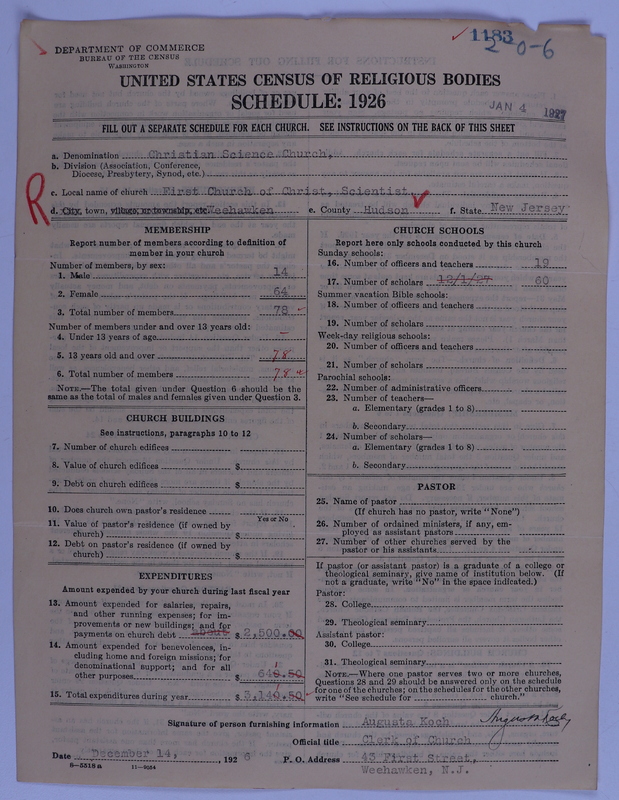 1183
2 0-6
DEPARTMENT OF COMMERCE
BUREAU OF THE CENSUS
WASHINGTON
UNITED STATES CENSUS OF RELIGIOUS BODIES
SCHEDULE: 1926
JAN 4 1927
FILL OUT A SEPARATE SCHEDULE FOR EACH CHURCH. SEE INSTRUCTIONS ON THE BACK OF THIS SHEET
a. Denomination Christian Science Church,
b. Division (Association, Conference, Diocese, Presbytery, Synod, etc.)
R
c. Local name of church First Church of Christ, Scientist
d. City, town, village, or township, etc. Weehawken e. County Hudson f. State New Jersey
MEMBERSHIP
Report number of members according to definition of
member in your church
Number of members, by sex:
1. Male 14
2. Female 64
3. Total number of members 78
Number of members under and over 13 years old:
4. Under 13 years of age –
5. 13 years old and over 78
6. Total number of members 78
NOTE.—The total given under Question 6 should be
same as the total of males and females given under Question 3.
CHURCH BUILDINGS
See instructions, paragraphs 10 to 12
7. Number of church edifices
8. Value of church edifices $
9. Debt on church edifices $
10. Does church own pastor's residence
Yes or No
11. Value of pastor's residence (if owned by
church) $
12. Debt on pastor's residence (if owned by
church) $
EXPENDITURES
Amount expended by your church during last fiscal year
13. Amount expended for salaries, repairs,
and other running expenses; for im-
provements or new buildings; and for
payments on church debt about $ 2,500.00
14. Amount expended for benevolences, in-
cluding home and foreign missions; for
denominational support; and for all
other purposes $ 640.50
15. Total expenditures during year $ 3,140.50
CHURCH SCHOOLS
Report here only schools conducted by this church
Sunday schools:
16. Number of officers and teachers 19
17. Number of scholars 12/1/27 60
Summer vacation Bible schools:
18. Number of officers and teachers
19. Number of scholars
Week-day religious schools:
20. Number of officers and teachers
21. Number of scholars
Parochial schools:
22. Number of administrative officers
23. Number of teachers—
a. Elementary (grades 1 to 8)
b. Secondary
24. Number of scholars—
a. Elementary (grades 1 to 8)
b. Secondary
PASTOR
25. Name of pastor
(If church has no pastor, write "None")
26. Number of ordained ministers, if any, em-
ployed as assistant pastors
27. Number of other churches served by the
pastor or his assistants
If pastor (or assistant pastor) is a graduate of a college or
theological seminary, give name of institution below. (If
not a graduate, write "No" in the space indicated.)
Pastor:
28. College
29. Theological seminary
Assistant pastor:
30. College
31. Theological seminary
NOTE.—Where one pastor serves two or more churches,
Questions 28 and 29 should be answered only on the schedule
for one of the churches; on the schedules for the other churches,
write "See schedule for church."
Signature of person furnishing information Augusta Koch Augusta Koch
Official title Clerk of Church
Date December 14, 1926 P. O. Address 43 First Street,
Weehawken, N.J.
8—5518a 11—9034